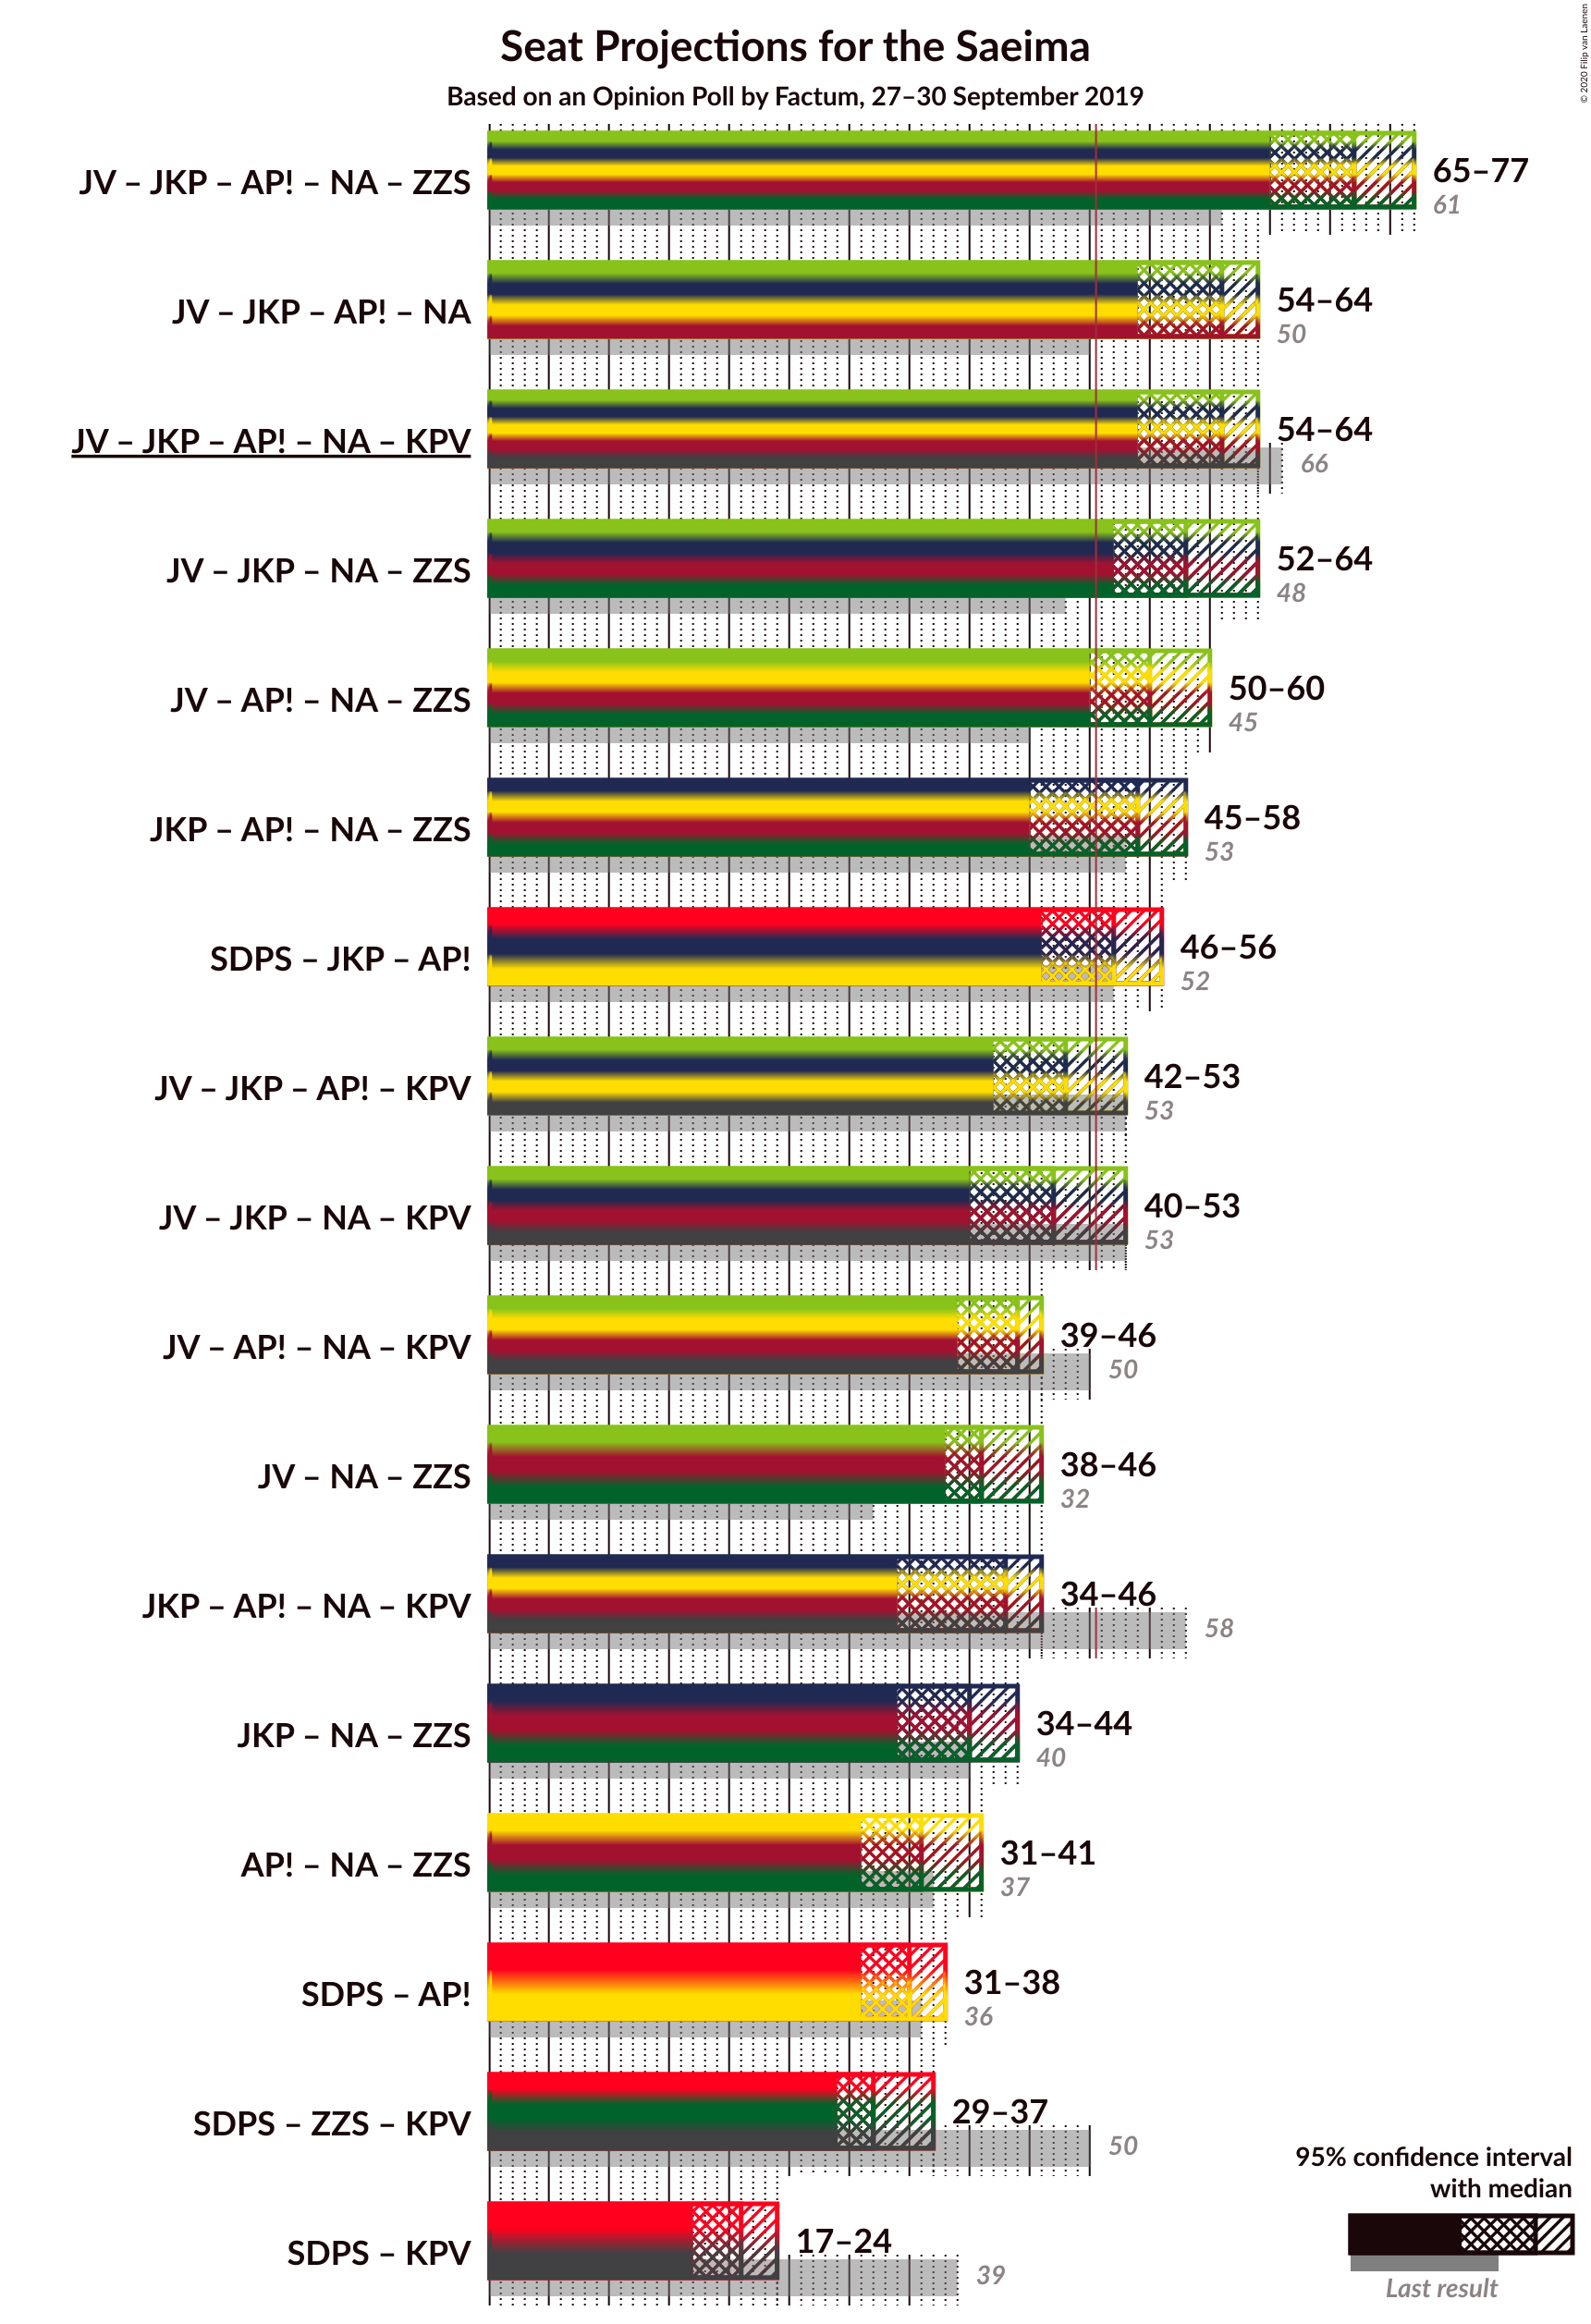 Seat Projections for the Saeima
Based on an Opinion Poll by Factum, 27–30 September 2019
© 2020 Filip van Laenen
JV – JKP – AP! – NA – ZZS
65–77
61
JV – JKP – AP! – NA
54–64
50
JV – JKP – AP! – NA – KPV
54–64
66
JV – JKP – NA – ZZS
52–64
48
JV – AP! – NA – ZZS
50–60
45
JKP – AP! – NA – ZZS
45–58
53
SDPS – JKP – AP!
46–56
52
JV – JKP – AP! – KPV
42–53
53
JV – JKP – NA – KPV
40–53
53
JV – AP! – NA – KPV
39–46
50
JV – NA – ZZS
38–46
32
JKP – AP! – NA – KPV
34–46
58
JKP – NA – ZZS
34–44
40
AP! – NA – ZZS
31–41
37
SDPS – AP!
31–38
36
SDPS – ZZS – KPV
29–37
50
SDPS – KPV
17–24
39
95% confidence interval
with median
Last result